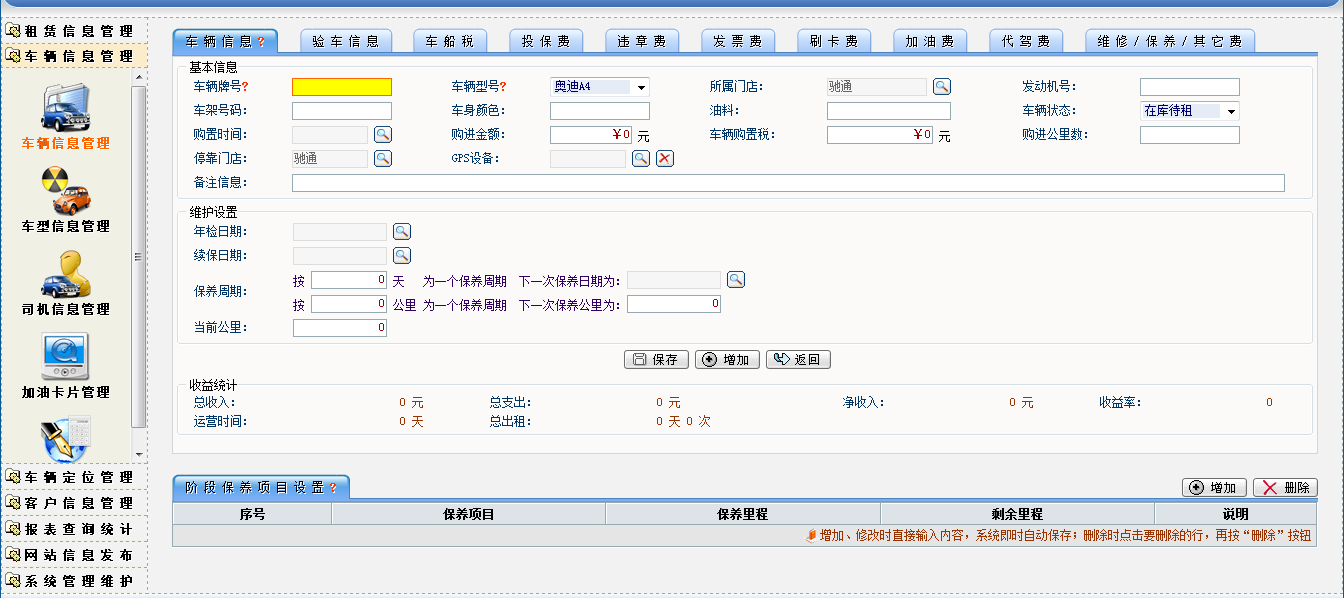 租赁信息管理
车辆信息管理
车辆信息管理
车型信息管理
司机信息管理
加油卡片管理
车辆定位管理
客户信息管理
报表查询统计
网站信息发布
系统管理维护
车辆信息? 验车信息 车船税 投保费 违章费 发票费 刷卡费 加油费 代驾费 维修/保养/其它费
基本信息
车辆牌号? 车辆型号? 奥迪A4 所属门店: 驰通 发动机号:
车架号码: 车身颜色: 油料: 车辆状态: 在库待租
购置时间: 购进金额: ¥0 元 车辆购置税: ¥0 元 购进公里数:
停靠门店: 驰通 GPS设备:
备注信息:
维护设置
年检日期:
续保日期:
保养周期:
按 0 天 为一个保养周期 下一次保养日期为:
按 0 公里 为一个保养周期 下一次保养公里为: 0
当前公里: 0
保存 增加 返回
收益统计
总收入: 0 元 总支出: 0 元 净收入: 0 元 收益率: 0
运营时间: 0 天 总出租: 0 天 0 次
阶段保养项目设置? 增加 删除
序号 保养项目 保养里程 剩余里程 说明
增加、修改时直接输入内容，系统即时自动保存；删除时点击要删除的行，再按“删除”按钮